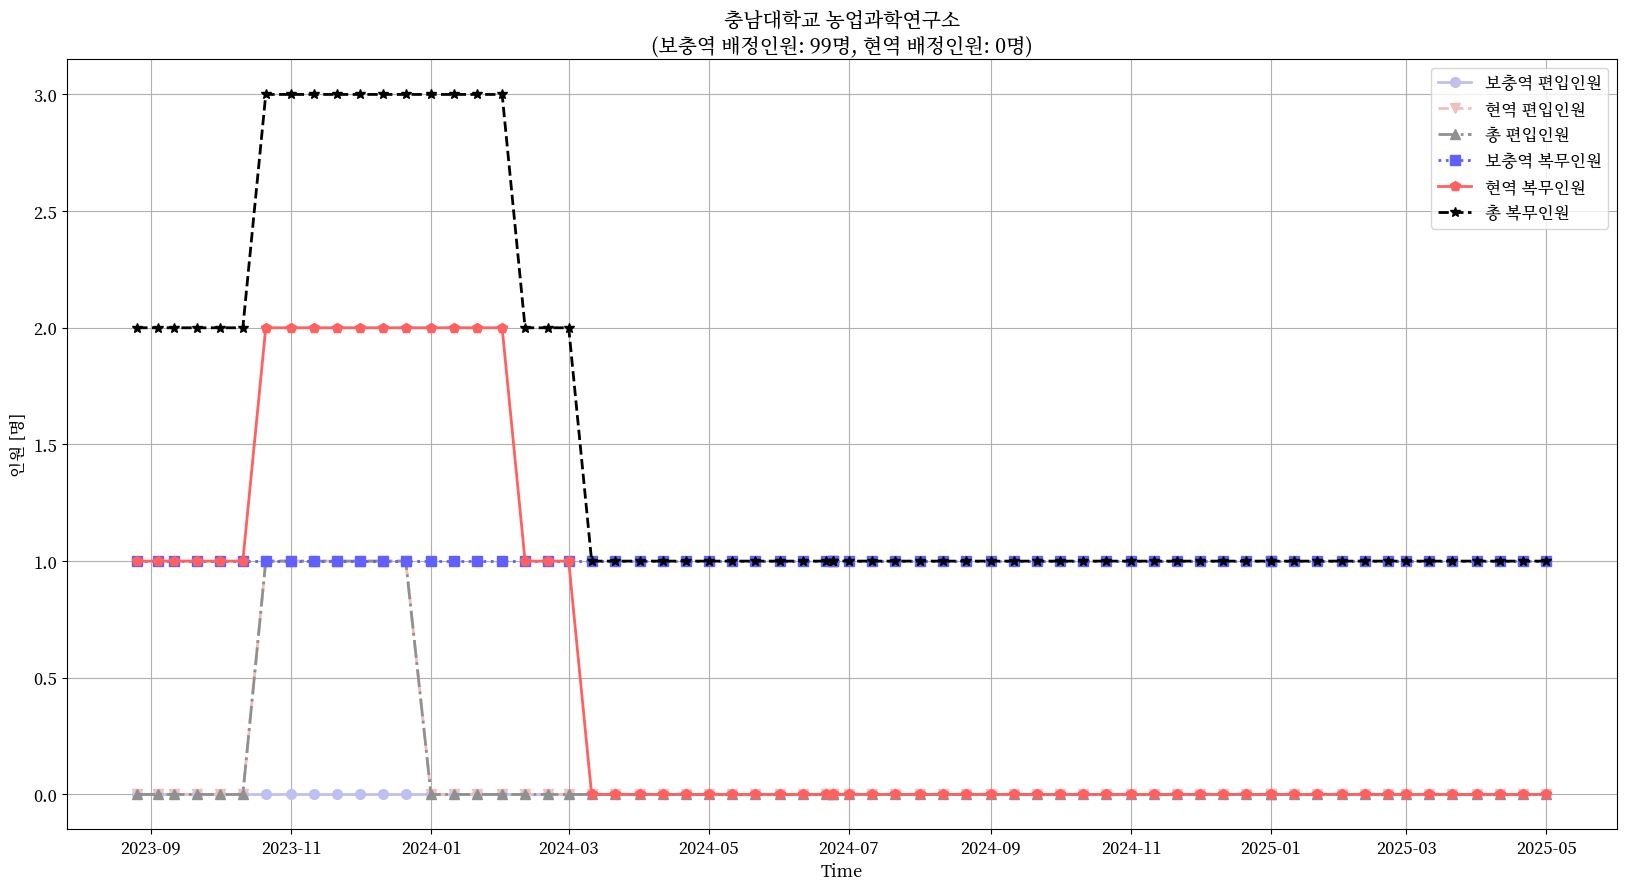 충남대학교 농업과학연구소
(보충역 배정인원: 99명, 현역 배정인원: 0명)
보충역 편입인원
현역 편입인원
총 편입인원
보충역 복무인원
현역 복무인원
총 복무인원
인원 [명]
3.0
2.5
2.0
1.5
1.0
0.5
0.0
2023-09
2023-11
2024-01
2024-03
2024-05
2024-07
2024-09
2024-11
2025-01
2025-03
2025-05
Time